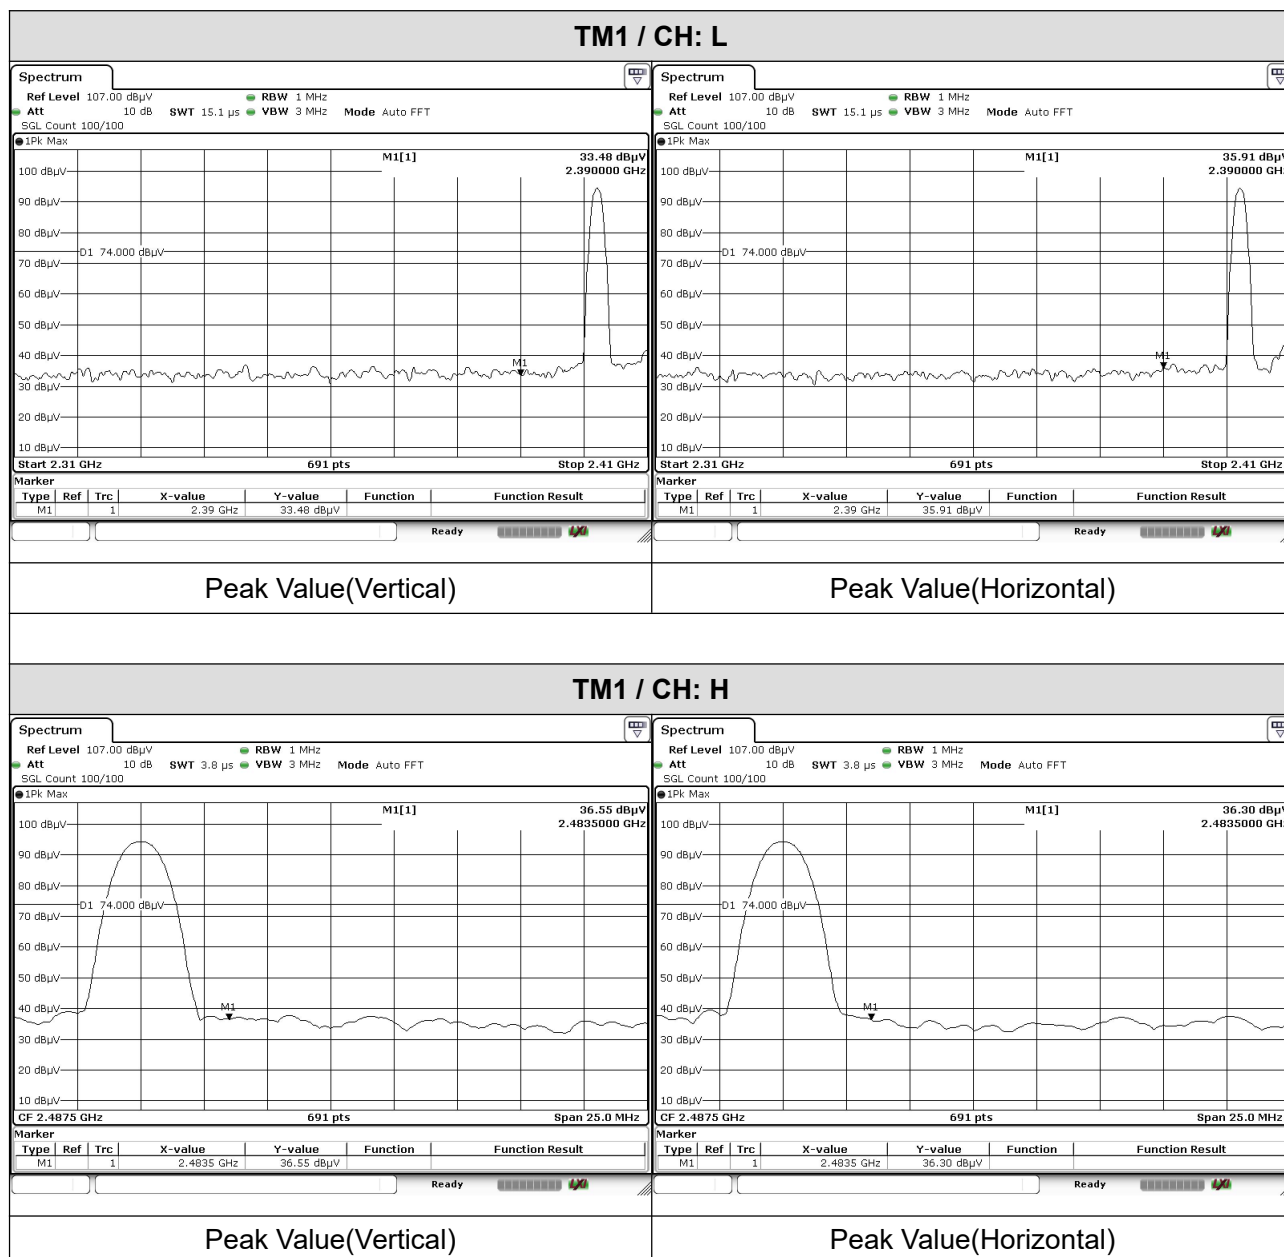 TM1 / CH: L
Spectrum
Ref Level 107.00 dBµV RBW 1 MHz
Att 10 dB SWT 15.1 µs VBW 3 MHz Mode Auto FFT
SGL Count 100/100
1Pk Max
M1[1] 33.48 dBµV
2.390000 GHz
100 dBµV
90 dBµV
80 dBµV
D1 74.000 dBµV
70 dBµV
60 dBµV
50 dBµV
40 dBµV
M1
30 dBµV
20 dBµV
10 dBµV
Start 2.31 GHz 691 pts Stop 2.41 GHz
Marker
Type Ref Trc X-value Y-value Function Function Result
M1 1 2.39 GHz 33.48 dBµV
Ready LXI
Peak Value(Vertical)
Spectrum
Ref Level 107.00 dBµV RBW 1 MHz
Att 10 dB SWT 15.1 µs VBW 3 MHz Mode Auto FFT
SGL Count 100/100
1Pk Max
M1[1] 35.91 dBµV
2.390000 GHz
100 dBµV
90 dBµV
80 dBµV
D1 74.000 dBµV
70 dBµV
60 dBµV
50 dBµV
40 dBµV
M1
30 dBµV
20 dBµV
10 dBµV
Start 2.31 GHz 691 pts Stop 2.41 GHz
Marker
Type Ref Trc X-value Y-value Function Function Result
M1 1 2.39 GHz 35.91 dBµV
Ready LXI
Peak Value(Horizontal)
TM1 / CH: H
Spectrum
Ref Level 107.00 dBµV RBW 1 MHz
Att 10 dB SWT 3.8 µs VBW 3 MHz Mode Auto FFT
SGL Count 100/100
1Pk Max
M1[1] 36.55 dBµV
2.4835000 GHz
100 dBµV
90 dBµV
80 dBµV
D1 74.000 dBµV
70 dBµV
60 dBµV
50 dBµV
40 dBµV
M1
30 dBµV
20 dBµV
10 dBµV
CF 2.4875 GHz 691 pts Span 25.0 MHz
Marker
Type Ref Trc X-value Y-value Function Function Result
M1 1 2.4835 GHz 36.55 dBµV
Ready LXI
Peak Value(Vertical)
Spectrum
Ref Level 107.00 dBµV RBW 1 MHz
Att 10 dB SWT 3.8 µs VBW 3 MHz Mode Auto FFT
SGL Count 100/100
1Pk Max
M1[1] 36.30 dBµV
2.4835000 GHz
100 dBµV
90 dBµV
80 dBµV
D1 74.000 dBµV
70 dBµV
60 dBµV
50 dBµV
40 dBµV
M1
30 dBµV
20 dBµV
10 dBµV
CF 2.4875 GHz 691 pts Span 25.0 MHz
Marker
Type Ref Trc X-value Y-value Function Function Result
M1 1 2.4835 GHz 36.30 dBµV
Ready LXI
Peak Value(Horizontal)